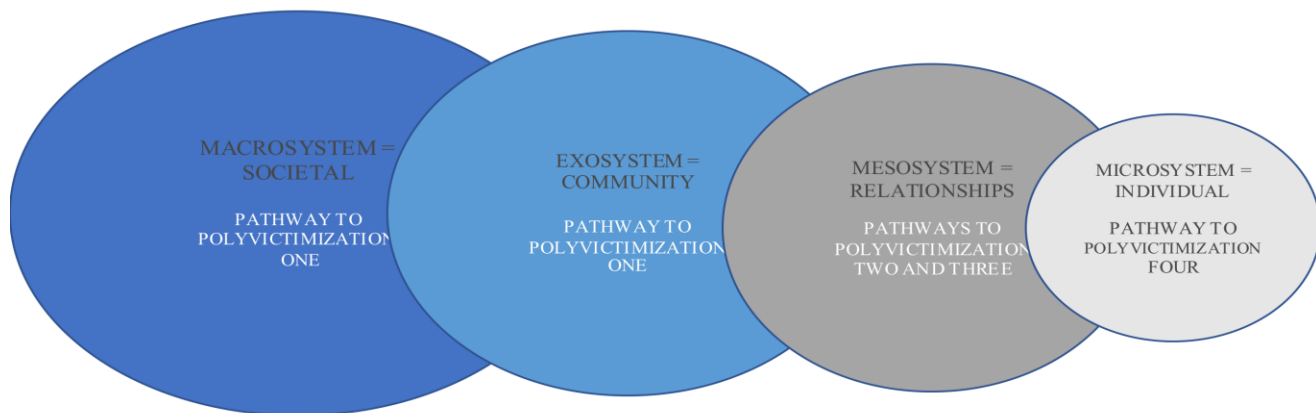 MACROSYSTEM =
SOCIETAL
PATHWAY TO
POLYVICTIMIZATION
ONE
EXOSYSTEM =
COMMUNITY
PATHWAY TO
POLYVICTIMIZATION
ONE
MESOSYSTEM =
RELATIONSHIPS
PATHWAYS TO
POLYVICTIMIZATION
TWO AND THREE
MICROSYSTEM =
INDIVIDUAL
PATHWAY TO
POLYVICTIMIZATION
FOUR